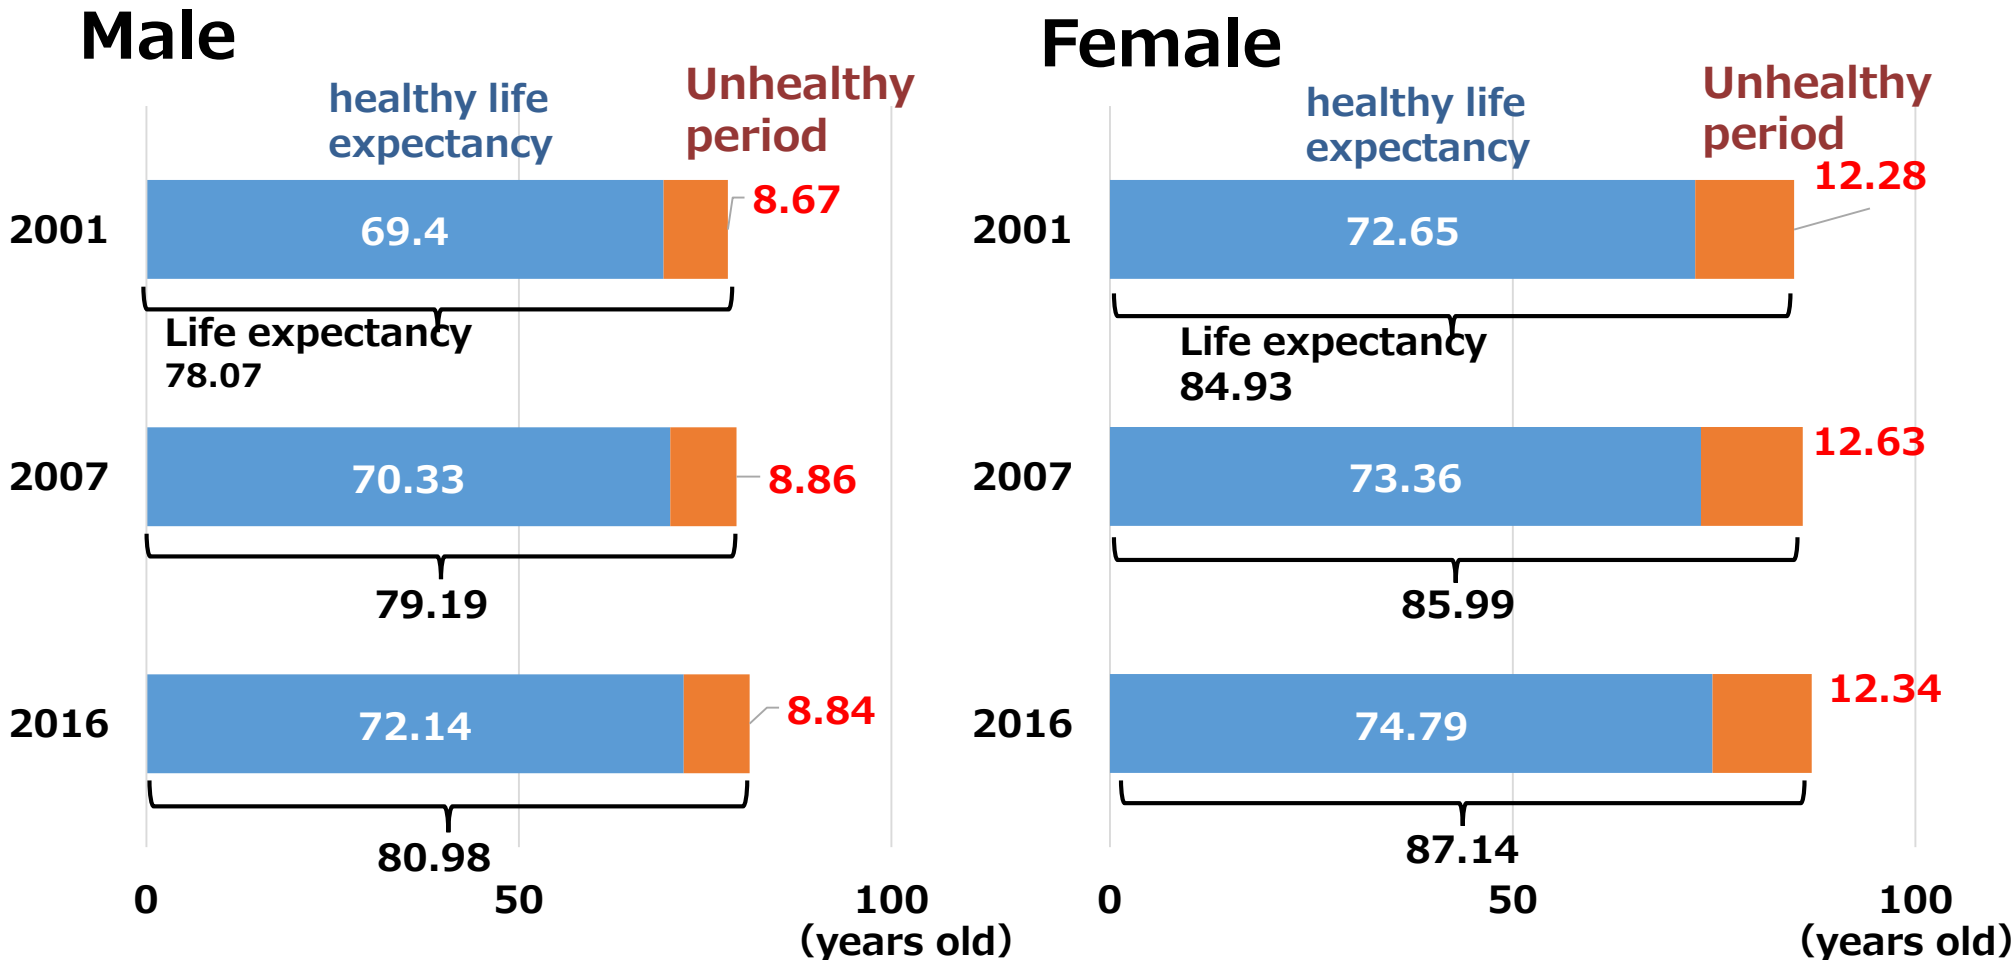 Male
healthy life
expectancy
Unhealthy
period
2001
69.4
8.67
Life expectancy
78.07
2007
70.33
8.86
79.19
2016
72.14
8.84
80.98
0
50
100
(years old)
Female
healthy life
expectancy
Unhealthy
period
2001
72.65
12.28
Life expectancy
84.93
2007
73.36
12.63
85.99
2016
74.79
12.34
87.14
0
50
100
(years old)